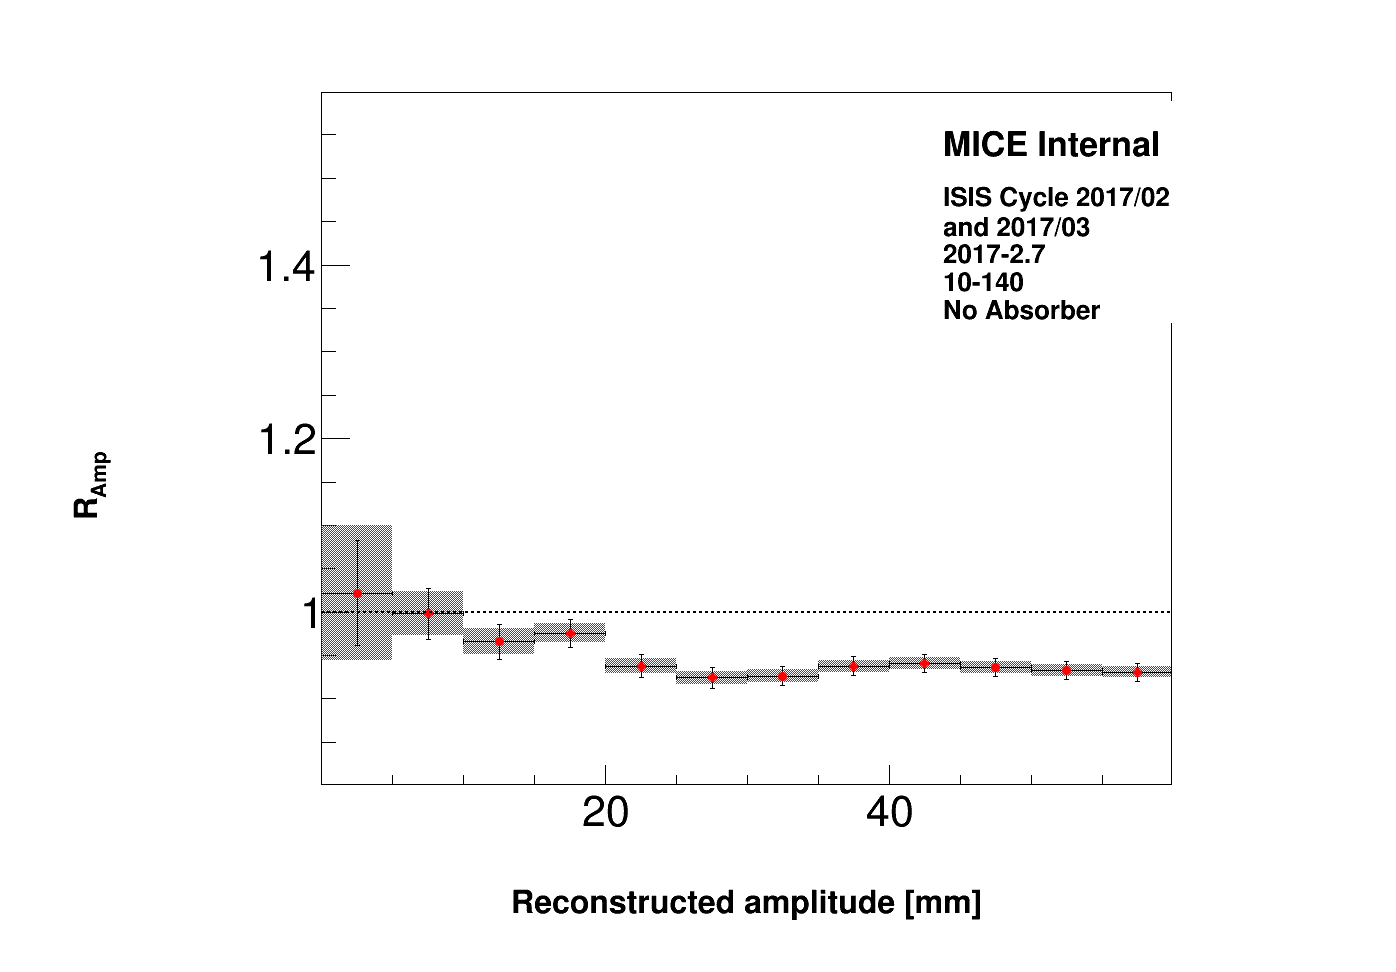 MICE Internal
ISIS Cycle 2017/02
and 2017/03
2017-2.7
10-140
No Absorber
1.4
1.2
1
R_Amp
20 40
Reconstructed amplitude [mm]